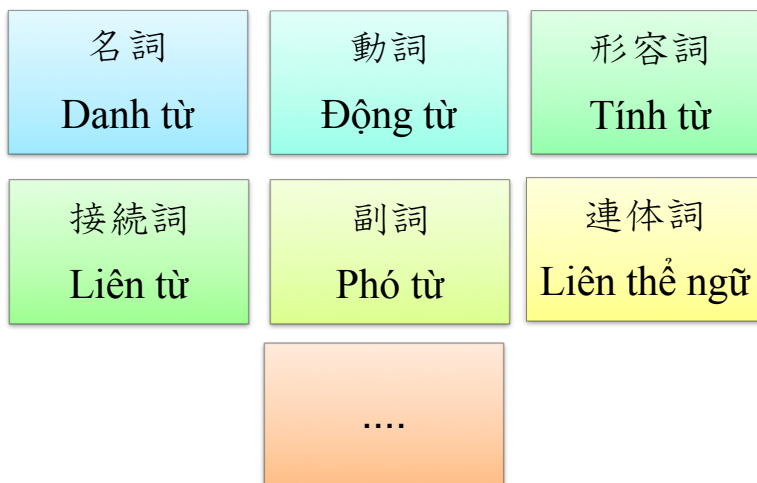 名詞
Danh từ
動詞
Động từ
形容詞
Tính từ
接続詞
Liên từ
副詞
Phó từ
連体詞
Liên thể ngữ
....